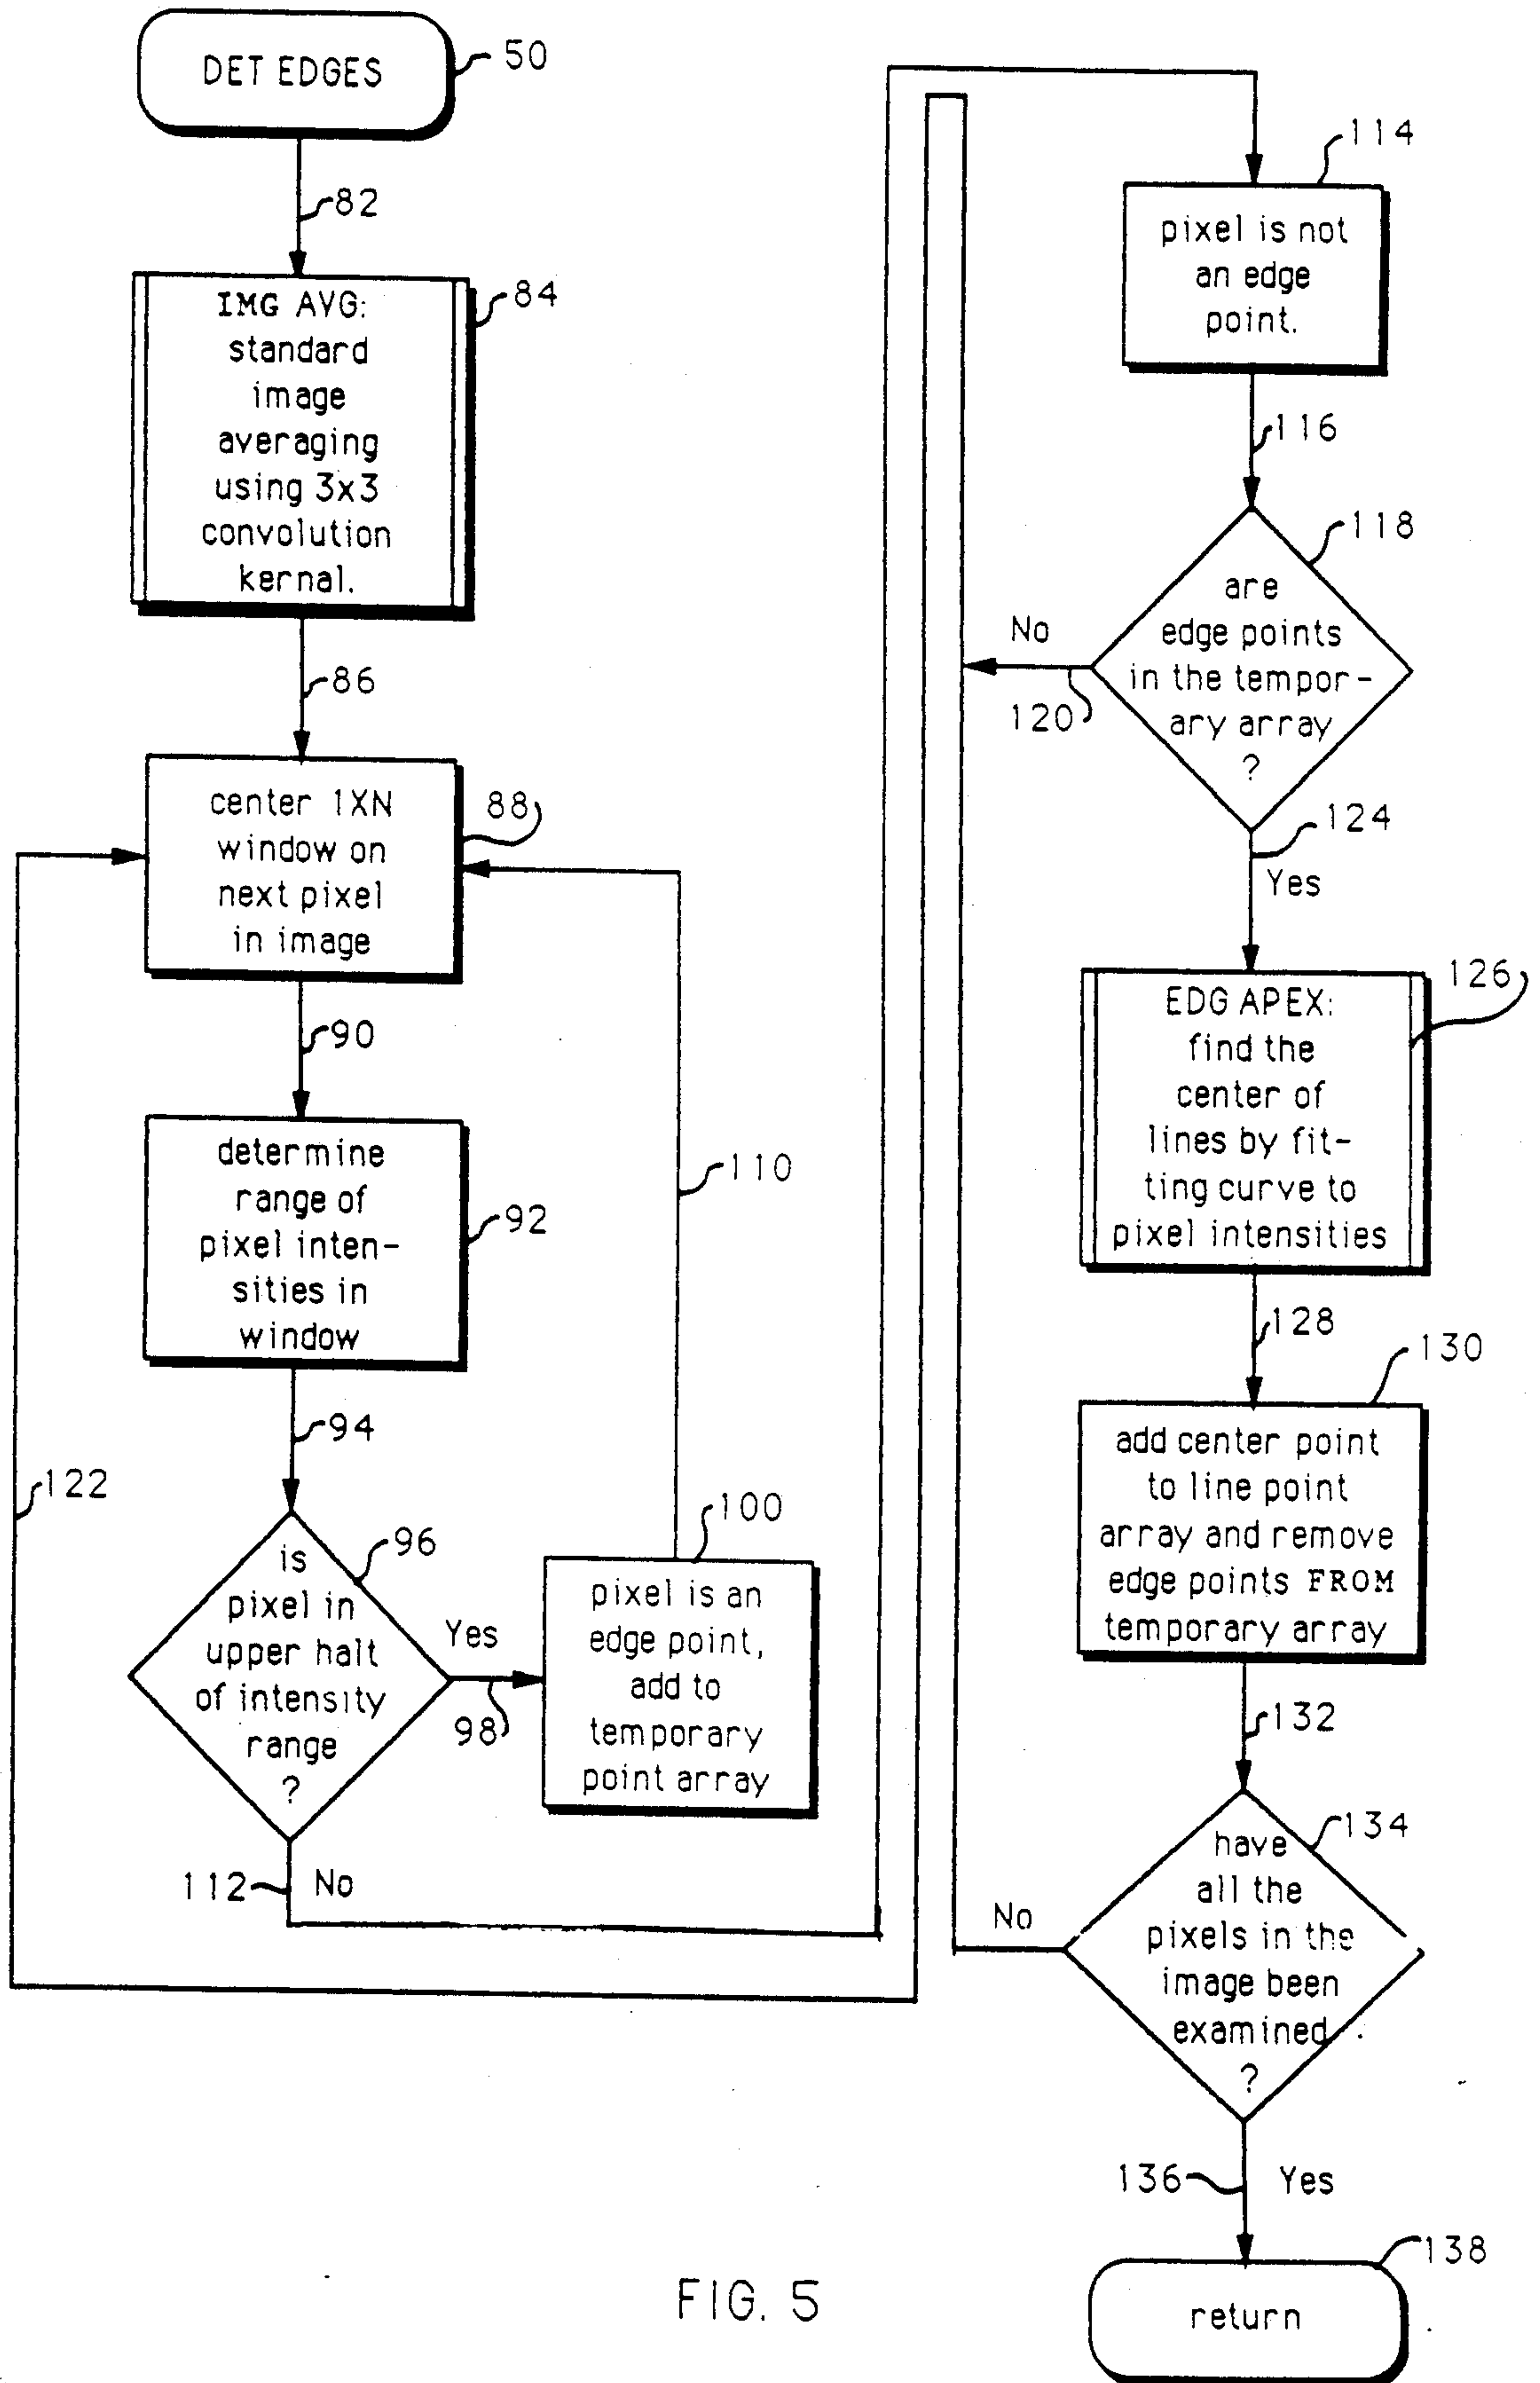 DET EDGES
50
82
IMG AVG:
standard
image
averaging
using 3x3
convolution
kernal.
84
86
center 1XN
window on
next pixel
in image
88
90
determine
range of
pixel inten-
sities in
window
92
94
is
pixel in
upper halt
of intensity
range
?
96
Yes
98
pixel is an
edge point,
add to
temporary
point array
100
110
112
No
122
pixel is not
an edge
point.
114
116
are
edge points
in the tempor-
ary array
?
118
No
120
124
Yes
EDG APEX:
find the
center of
lines by fit-
ting curve to
pixel intensities
126
128
add center point
to line point
array and remove
edge points FROM
temporary array
130
132
have
all the
pixels in the
image been
examined
?
134
No
136
Yes
return
138
FIG. 5